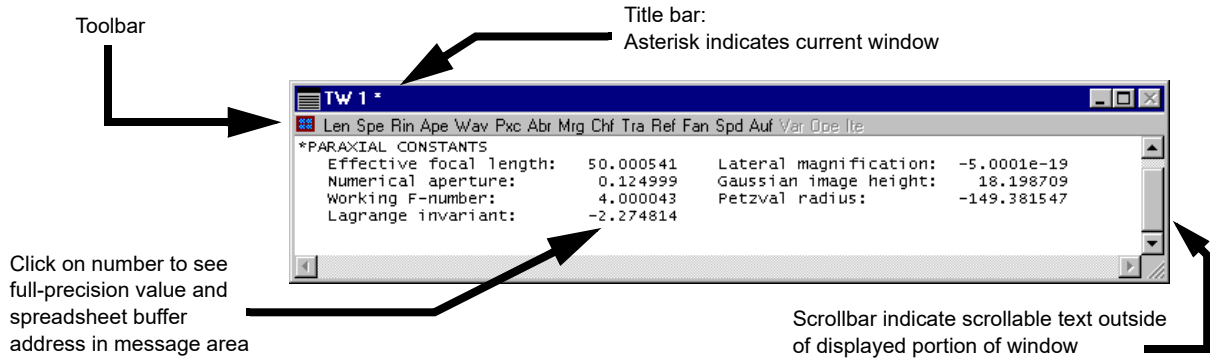 Toolbar
Title bar:
Asterisk indicates current window
TW 1 *
Len Spe Rin Ape Wav Pxc Abr Mrg Chf Tra Ref Fan Spd Auf Var Ope Ite
*PARAXIAL CONSTANTS
Effective focal length: 50.000541 Lateral magnification: -5.0001e-19
Numerical aperture: 0.124999 Gaussian image height: 18.198709
Working F-number: 4.000043 Petzval radius: -149.381547
Lagrange invariant: -2.274814
Click on number to see
full-precision value and
spreadsheet buffer
address in message area
Scrollbar indicate scrollable text outside
of displayed portion of window